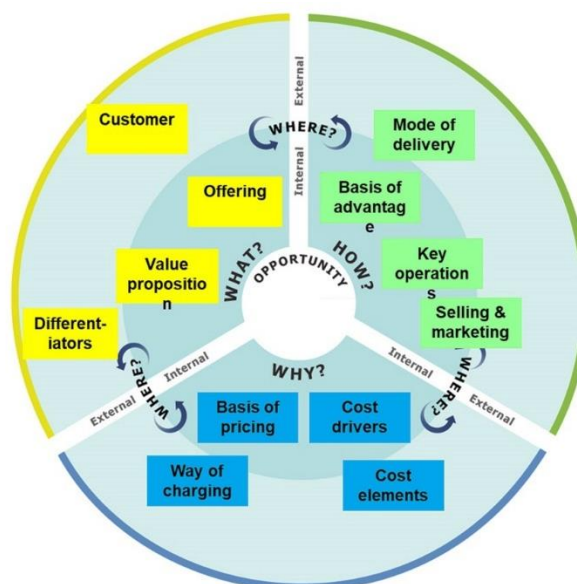 External
Customer
WHERE?
Mode of
delivery
Internal
Offering
Basis of
advantag
e
WHAT?
OPPORTUNITY
HOW?
Value
propositio
n
Key
operation
s
Different-
iators
Selling &
marketing
WHERE?
Internal
External
WHY?
Internal
External
WHERE?
Basis of
pricing
Cost
drivers
Way of
charging
Cost
elements